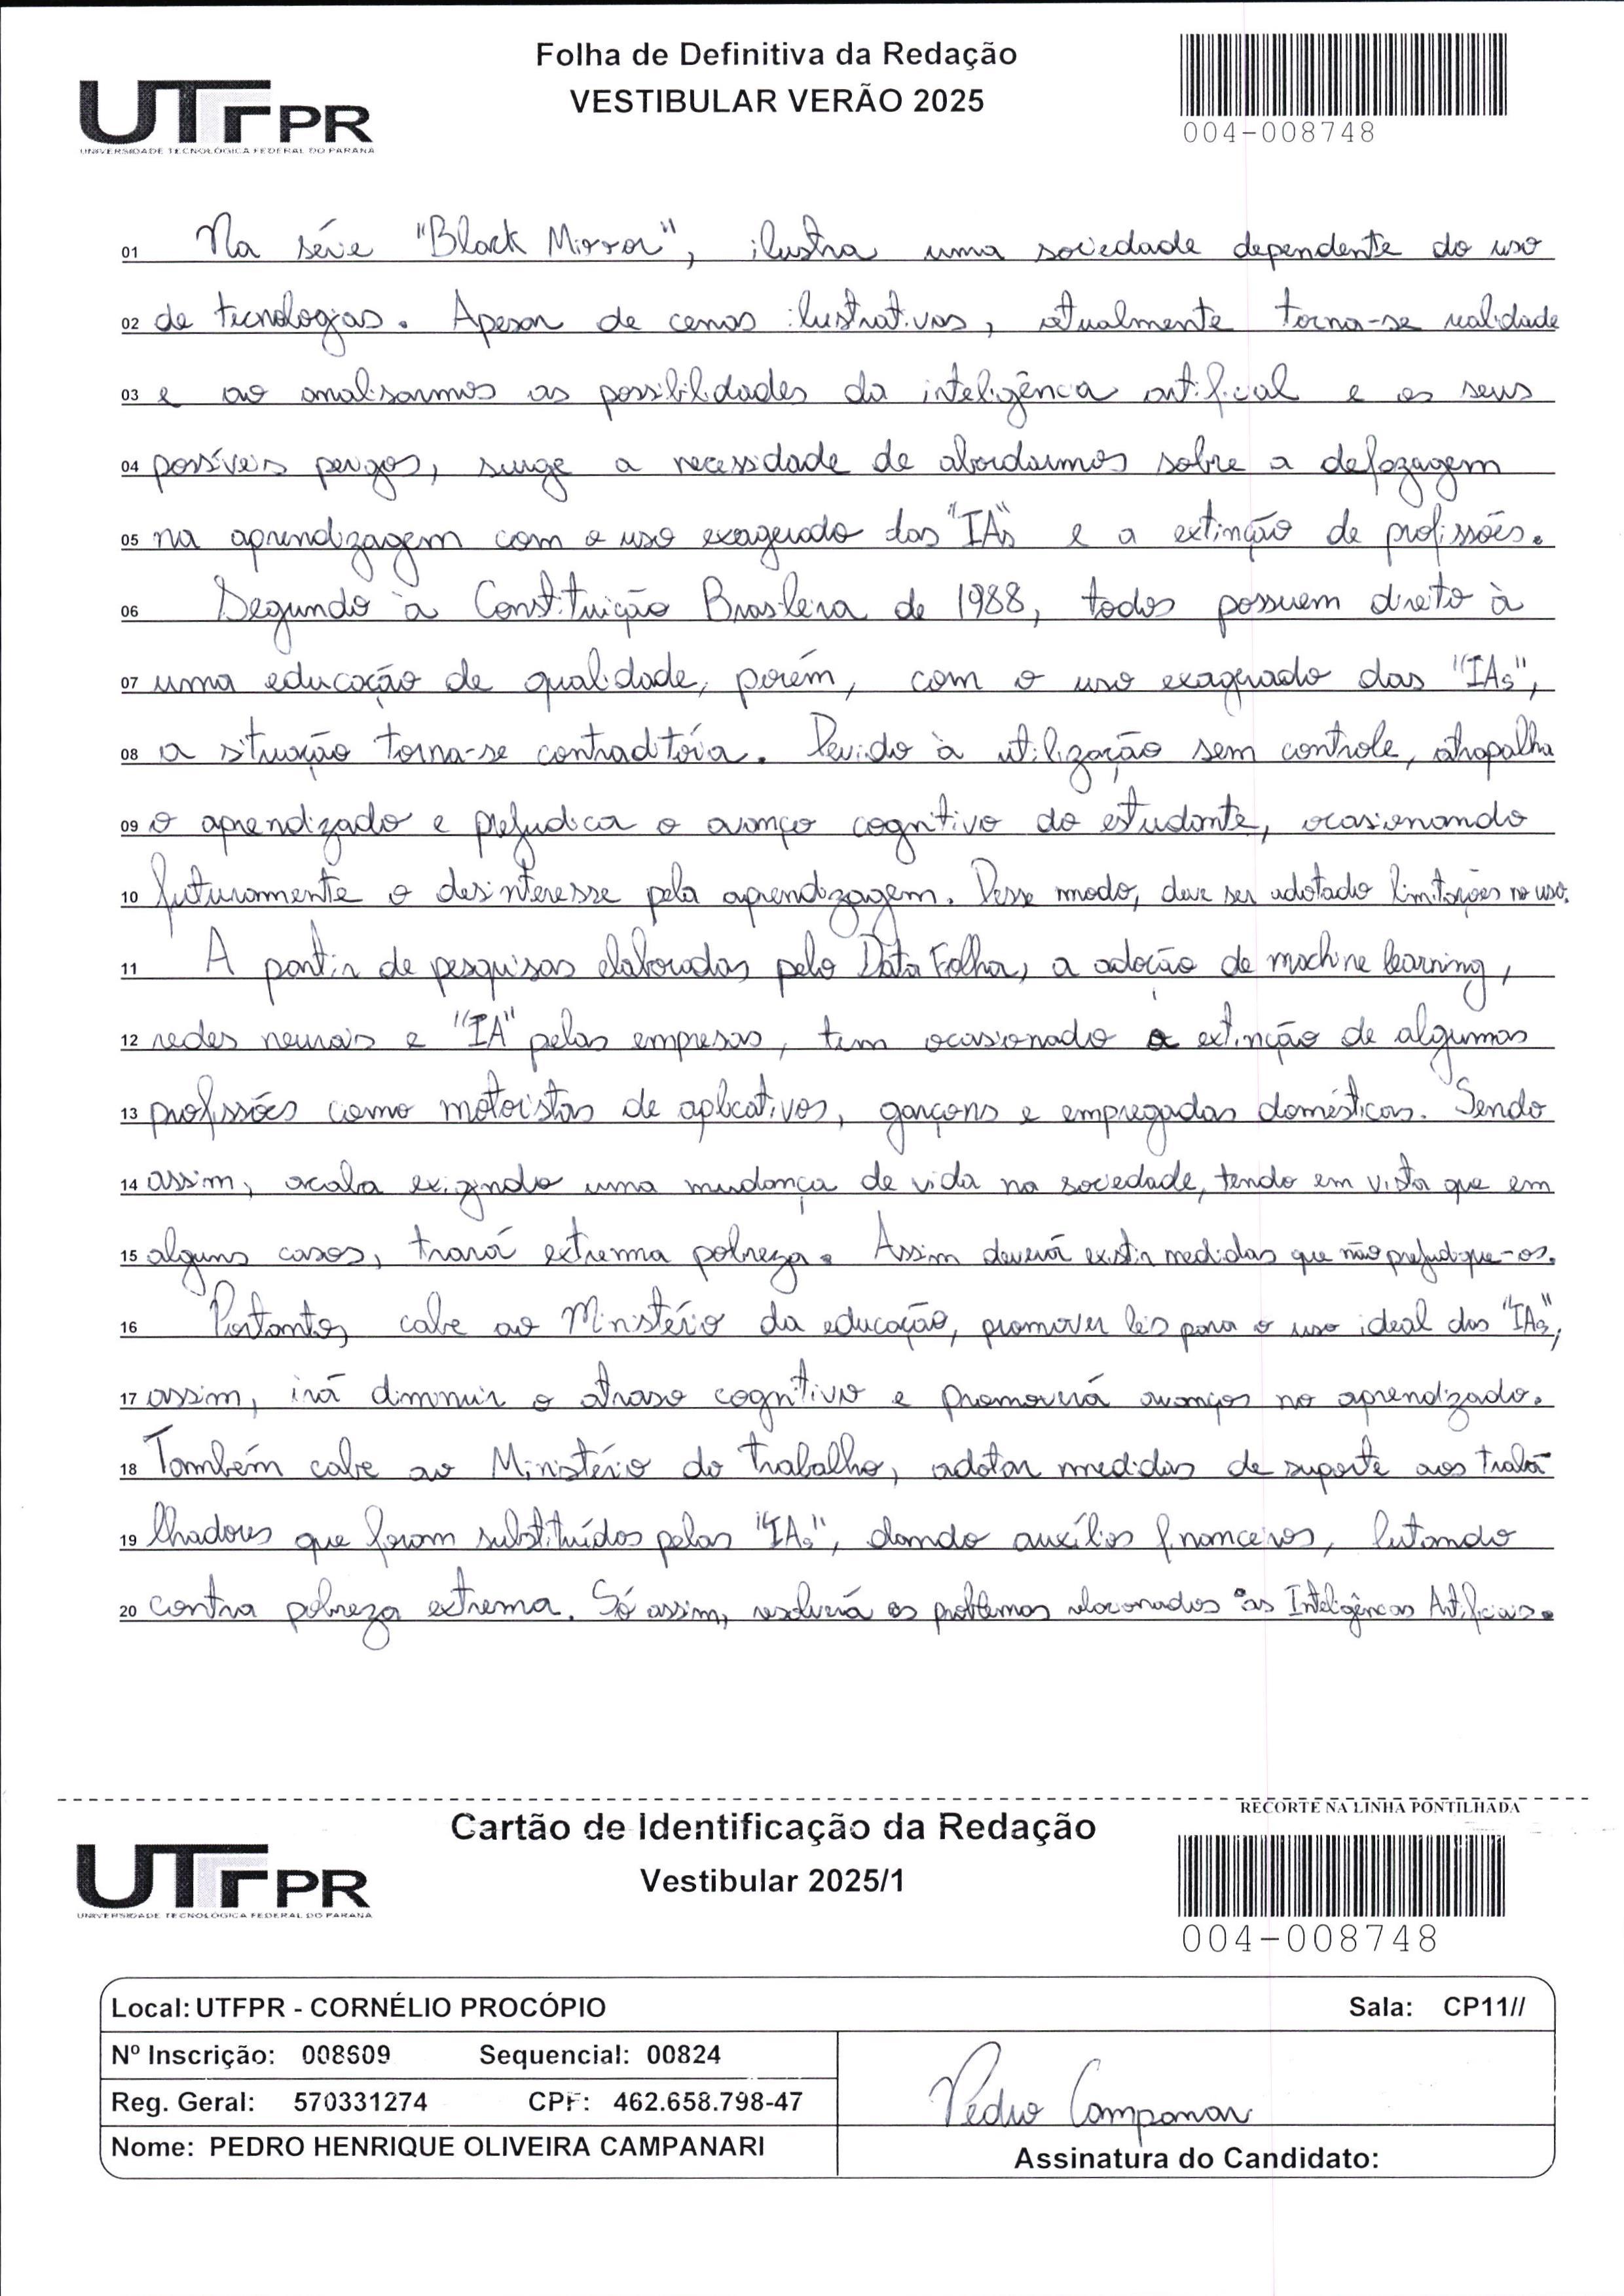 Folha de Definitiva da Redação
VESTIBULAR VERÃO 2025
UTFPR
UNIVERSIDADE TECNOLÓGICA FEDERAL DO PARANÁ
004-008748
01 Na série "Black Mirror", ilustra uma sociedade dependente do uso
02 de tecnologias. Apesar de cenas ilustrativas, atualmente torna-se realidade
03 e ao analisarmos as possibilidades da inteligência artificial e os seus
04 possíveis perigos, surge a necessidade de abordarmos sobre a defazagem
05 na aprendizagem com o uso exagerado das "IAs" e a extinção de profissões.
06 Segundo à Constituição Brasileira de 1988, todos possuem direito à
07 uma educação de qualidade, porém, com o uso exagerado das "IAs",
08 a situação torna-se contraditória. Devido à utilização sem controle, atrapalha
09 o aprendizado e prejudica o avanço cognitivo do estudante, ocasionando
10 futuramente o desinteresse pela aprendizagem. Desse modo, deve ser adotado limitações no uso.
11 A partir de pesquisas elaboradas pelo Data Folha, a adoção de machine learning,
12 redes neurais e "IA" pelas empresas, tem ocasionado a extinção de algumas
13 profissões como motoristas de aplicativos, garçons e empregadas domésticas. Sendo
14 assim, acaba exigindo uma mudança de vida na sociedade, tendo em vista que em
15 alguns casos, trará extrema pobreza. Assim deverá existir medidas que não prejudique-os.
16 Portanto, cabe ao Ministério da educação, promover leis para o uso ideal das "IAs",
17 assim, irá diminuir o atraso cognitivo e promoverá avanços no aprendizado.
18 Também cabe ao Ministério do trabalho, adotar medidas de suporte aos traba-
19 lhadores que foram substituídos pelas "IAs", dando auxílios financeiros, lutando
20 contra pobreza extrema. Só assim, resolverá os problemas relacionados às Inteligências Artificiais.
RECORTE NA LINHA PONTILHADA
Cartão de Identificação da Redação
Vestibular 2025/1
UTFPR
UNIVERSIDADE TECNOLÓGICA FEDERAL DO PARANÁ
004-008748
Local: UTFPR - CORNÉLIO PROCÓPIO Sala: CP11//
Nº Inscrição: 008609 Sequencial: 00824
Reg. Geral: 570331274 CPF: 462.658.798-47
Nome: PEDRO HENRIQUE OLIVEIRA CAMPANARI
Pedro Campanari
Assinatura do Candidato: